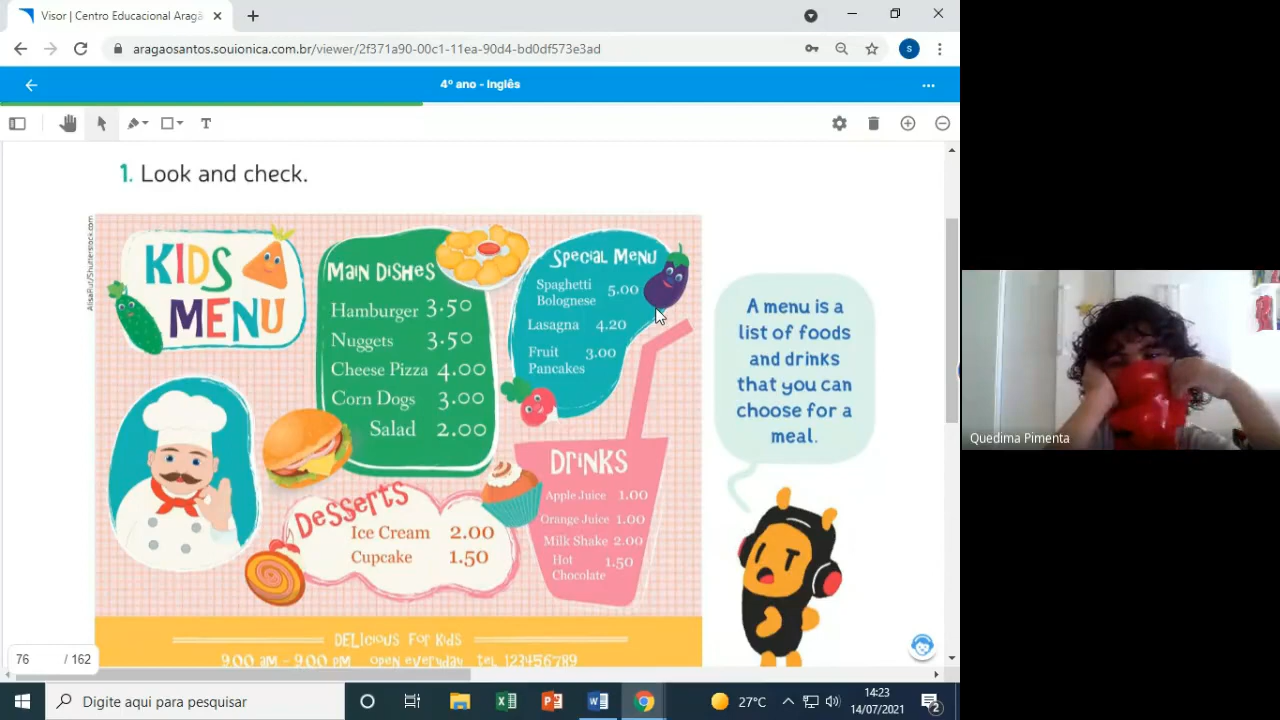 Visor | Centro Educacional Aragã
aragaosantos.souionica.com.br/viewer/2f371a90-00c1-11ea-90d4-bd0df573e3ad
s
4º ano - Inglês
T
1. Look and check.
AlisaRut/Shutterstock.com
KIDS
MENU
MAIN DISHES
Hamburger 3.50
Nuggets 3.50
Cheese Pizza 4.00
Corn Dogs 3.00
Salad 2.00
SPECIAL MENU
Spaghetti
Bolognese 5.00
Lasagna 4.20
Fruit
Pancakes 3.00
Desserts
Ice Cream 2.00
Cupcake 1.50
DRINKS
Apple Juice 1.00
Orange Juice 1.00
Milk Shake 2.00
Hot
Chocolate 1.50
A menu is a
list of foods
and drinks
that you can
choose for a
meal.
DELICIOUS FOR KIDS
9.00 AM - 9.00 PM open everyday tel 123456789
76 / 162
Quedima Pimenta
Digite aqui para pesquisar
27°C
14:23
14/07/2021
2